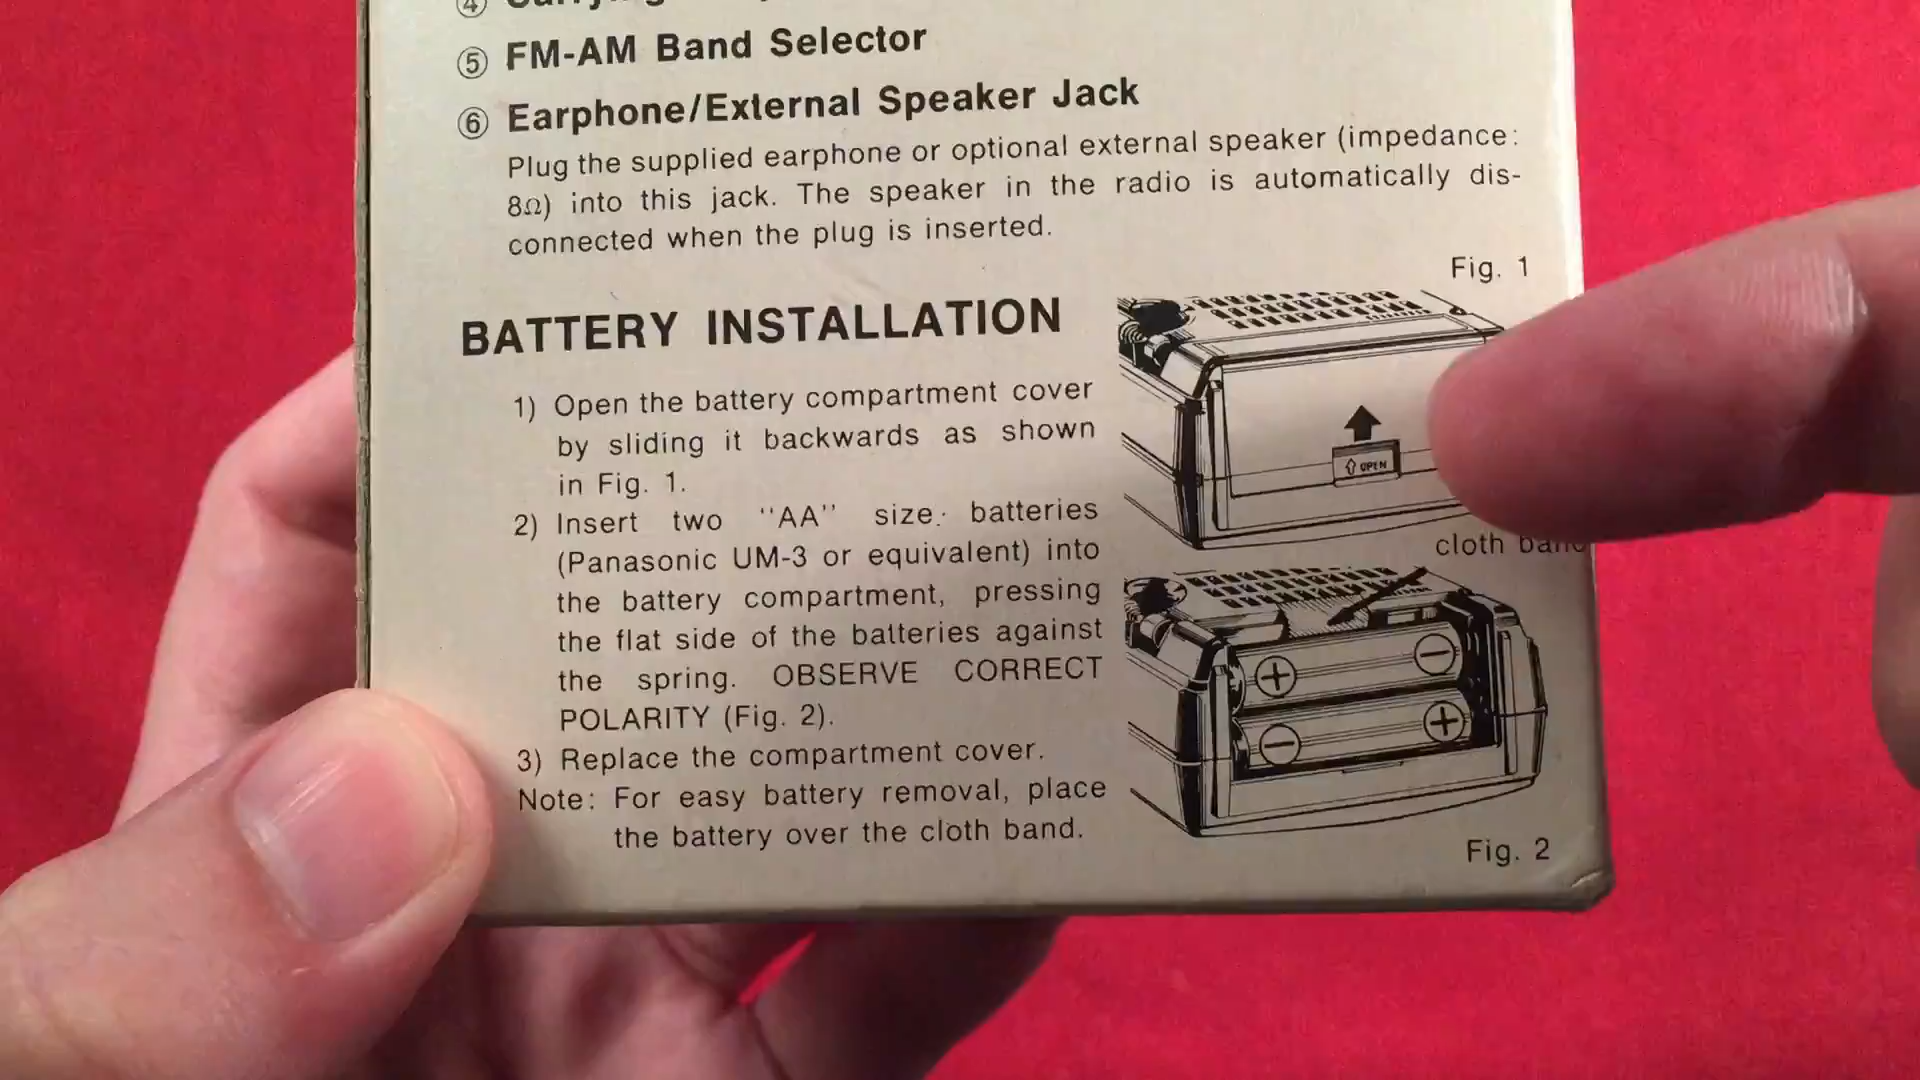 ④
⑤ FM-AM Band Selector
⑥ Earphone/External Speaker Jack
Plug the supplied earphone or optional external speaker (impedance:
8Ω) into this jack. The speaker in the radio is automatically dis-
connected when the plug is inserted.
Fig. 1
BATTERY INSTALLATION
1) Open the battery compartment cover
by sliding it backwards as shown
in Fig. 1.
2) Insert two "AA" size batteries
(Panasonic UM-3 or equivalent) into
the battery compartment, pressing
the flat side of the batteries against
the spring. OBSERVE CORRECT
POLARITY (Fig. 2).
3) Replace the compartment cover.
Note: For easy battery removal, place
the battery over the cloth band.
OPEN
cloth band
+ −
− +
Fig. 2